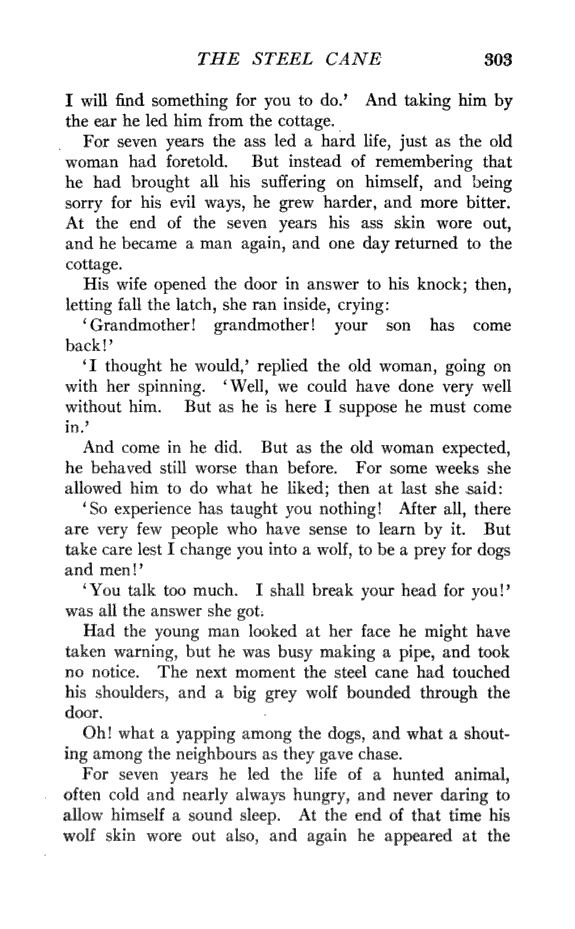 THE STEEL CANE 303
I will find something for you to do.' And taking him by
the ear he led him from the cottage.
For seven years the ass led a hard life, just as the old
woman had foretold. But instead of remembering that
he had brought all his suffering on himself, and being
sorry for his evil ways, he grew harder, and more bitter.
At the end of the seven years his ass skin wore out,
and he became a man again, and one day returned to the
cottage.
His wife opened the door in answer to his knock; then,
letting fall the latch, she ran inside, crying:
'Grandmother! grandmother! your son has come
back!'
'I thought he would,' replied the old woman, going on
with her spinning. 'Well, we could have done very well
without him. But as he is here I suppose he must come
in.'
And come in he did. But as the old woman expected,
he behaved still worse than before. For some weeks she
allowed him to do what he liked; then at last she said:
'So experience has taught you nothing! After all, there
are very few people who have sense to learn by it. But
take care lest I change you into a wolf, to be a prey for dogs
and men!'
'You talk too much. I shall break your head for you!'
was all the answer she got.
Had the young man looked at her face he might have
taken warning, but he was busy making a pipe, and took
no notice. The next moment the steel cane had touched
his shoulders, and a big grey wolf bounded through the
door.
Oh! what a yapping among the dogs, and what a shout-
ing among the neighbours as they gave chase.
For seven years he led the life of a hunted animal,
often cold and nearly always hungry, and never daring to
allow himself a sound sleep. At the end of that time his
wolf skin wore out also, and again he appeared at the